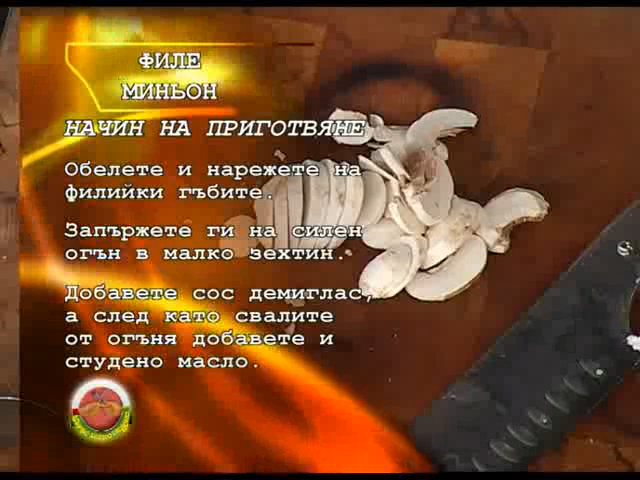 ФИЛЕ
МИНЬОН
НАЧИН НА ПРИГОТВЯНЕ
Обелете и нарежете на
филийки гъбите.
Запържете ги на силен
огън в малко зехтин.
Добавете сос демиглас,
а след като свалите
от огъня добавете и
студено масло.